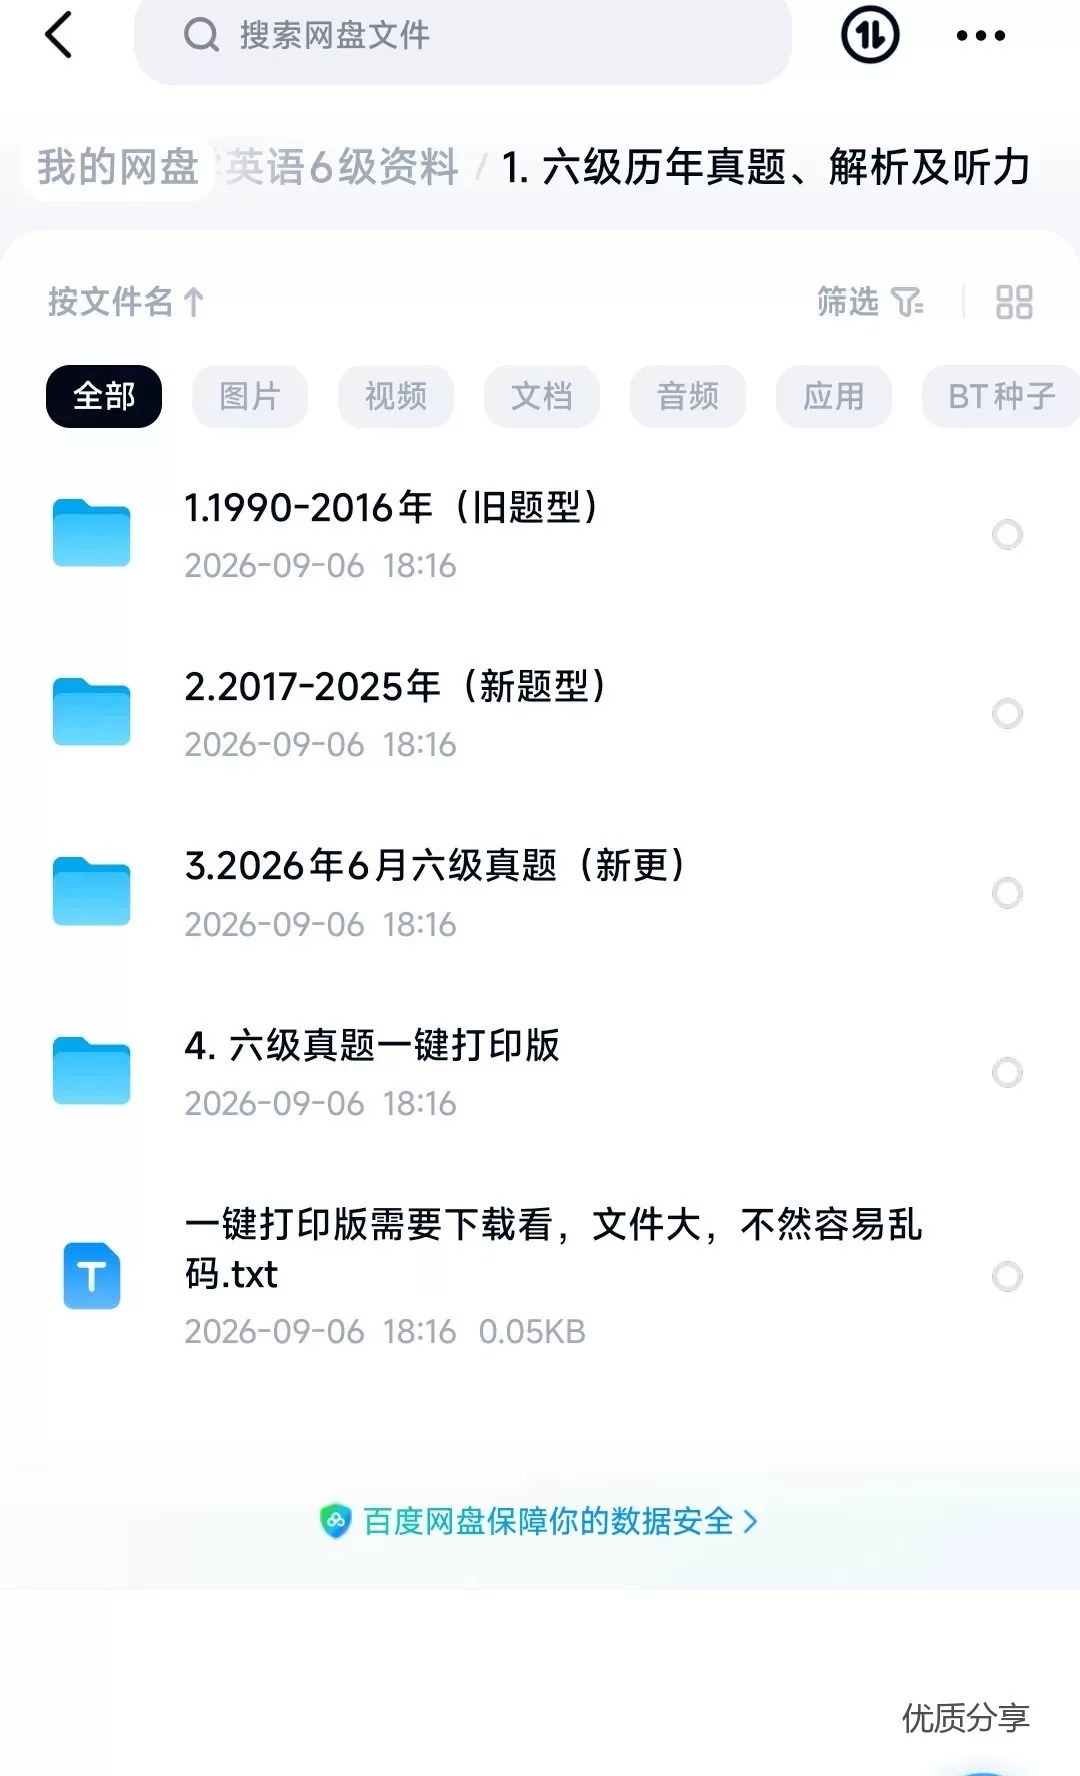 搜索网盘文件
我的网盘 英语6级资料 / 1. 六级历年真题、解析及听力
按文件名↑ 筛选
全部 图片 视频 文档 音频 应用 BT种子
1.1990-2016年（旧题型）
2026-09-06 18:16
2.2017-2025年（新题型）
2026-09-06 18:16
3.2026年6月六级真题（新更）
2026-09-06 18:16
4. 六级真题一键打印版
2026-09-06 18:16
一键打印版需要下载看，文件大，不然容易乱
码.txt
2026-09-06 18:16 0.05KB
百度网盘保障你的数据安全
优质分享